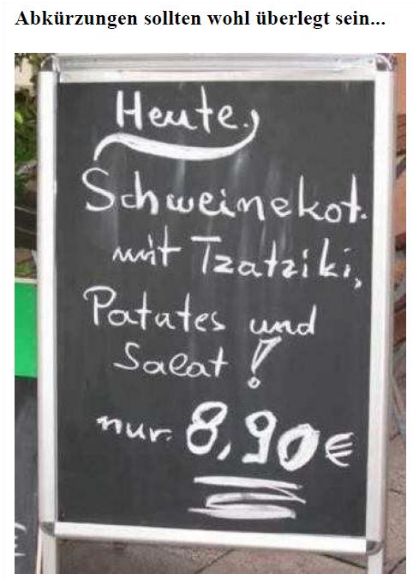 Abkürzungen sollten wohl überlegt sein...
Heute.
Schweinekot.
mit Tzatziki,
Patates und
Salat!
nur. 8,90€